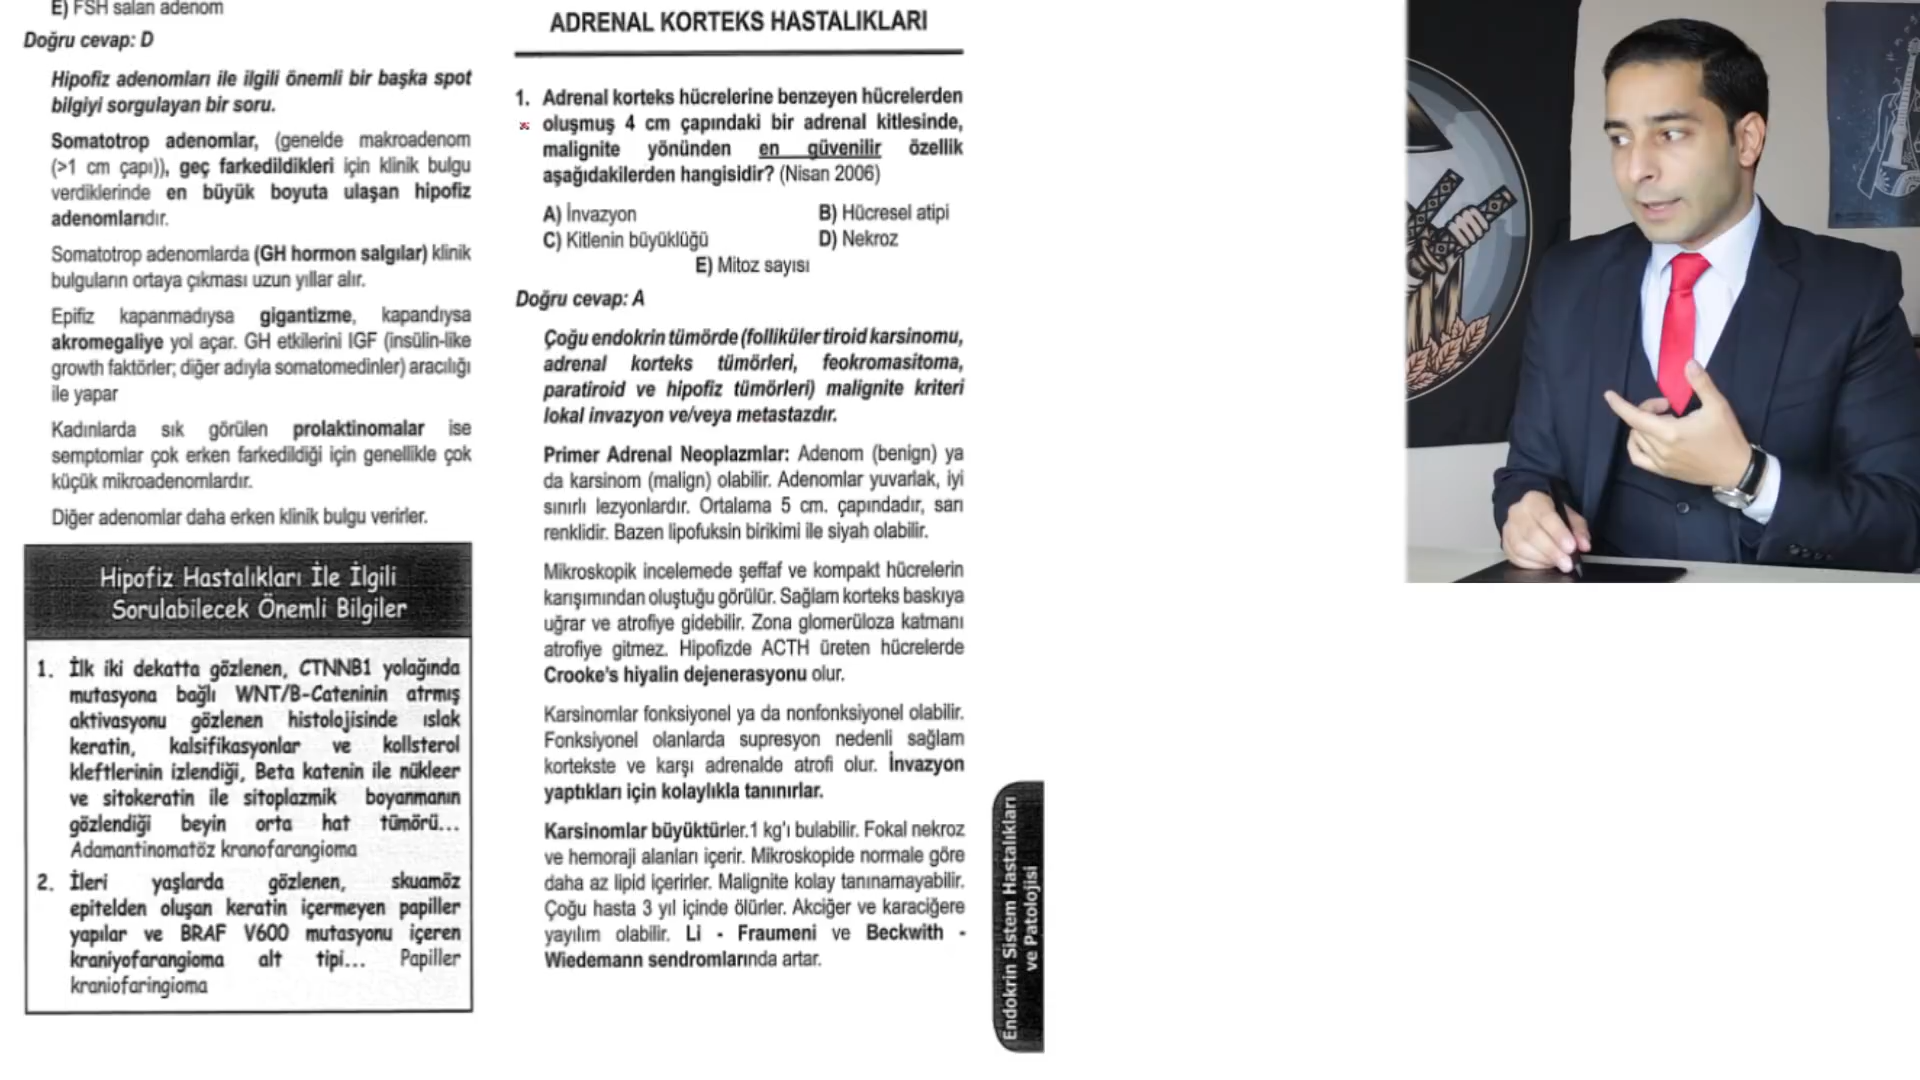 E) FSH salan adenom
Doğru cevap: D
Hipofiz adenomları ile ilgili önemli bir başka spot
bilgiyi sorgulayan bir soru.
Somatotrop adenomlar, (genelde makroadenom
(>1 cm çapı)), geç farkedildikleri için klinik bulgu
verdiklerinde en büyük boyuta ulaşan hipofiz
adenomlarıdır.
Somatotrop adenomlarda (GH hormon salgılar) klinik
bulguların ortaya çıkması uzun yıllar alır.
Epifiz kapanmadıysa gigantizme, kapandıysa
akromegaliye yol açar. GH etkilerini IGF (insülin-like
growth faktörler; diğer adıyla somatomedinler) aracılığı
ile yapar
Kadınlarda sık görülen prolaktinomalar ise
semptomlar çok erken farkedildiği için genellikle çok
küçük mikroadenomlardır.
Diğer adenomlar daha erken klinik bulgu verirler.
Hipofiz Hastalıkları İle İlgili
Sorulabilecek Önemli Bilgiler
1. İlk iki dekatta gözlenen, CTNNB1 yolağında
mutasyona bağlı WNT/B-Cateninin atrmış
aktivasyonu gözlenen histolojisinde ıslak
keratin, kalsifikasyonlar ve kollsterol
kleftlerinin izlendiği, Beta katenin ile nükleer
ve sitokeratin ile sitoplazmik boyanmanın
gözlendiği beyin orta hat tümörü...
Adamantinomatöz kranofarangioma
2. İleri yaşlarda gözlenen, skuamöz
epitelden oluşan keratin içermeyen papiller
yapılar ve BRAF V600 mutasyonu içeren
kraniyofarangioma alt tipi... Papiller
kraniofaringioma
ADRENAL KORTEKS HASTALIKLARI
1. Adrenal korteks hücrelerine benzeyen hücrelerden
oluşmuş 4 cm çapındaki bir adrenal kitlesinde,
malignite yönünden en güvenilir özellik
aşağıdakilerden hangisidir? (Nisan 2006)
A) İnvazyon B) Hücresel atipi
C) Kitlenin büyüklüğü D) Nekroz
E) Mitoz sayısı
Doğru cevap: A
Çoğu endokrin tümörde (folliküler tiroid karsinomu,
adrenal korteks tümörleri, feokromasitoma,
paratiroid ve hipofiz tümörleri) malignite kriteri
lokal invazyon ve/veya metastazdır.
Primer Adrenal Neoplazmlar: Adenom (benign) ya
da karsinom (malign) olabilir. Adenomlar yuvarlak, iyi
sınırlı lezyonlardır. Ortalama 5 cm. çapındadır, sarı
renklidir. Bazen lipofuksin birikimi ile siyah olabilir.
Mikroskopik incelemede şeffaf ve kompakt hücrelerin
karışımından oluştuğu görülür. Sağlam korteks baskıya
uğrar ve atrofiye gidebilir. Zona glomerüloza katmanı
atrofiye gitmez. Hipofizde ACTH üreten hücrelerde
Crooke's hiyalin dejenerasyonu olur.
Karsinomlar fonksiyonel ya da nonfonksiyonel olabilir.
Fonksiyonel olanlarda supresyon nedenli sağlam
kortekste ve karşı adrenalde atrofi olur. İnvazyon
yaptıkları için kolaylıkla tanınırlar.
Karsinomlar büyüktürler.1 kg'ı bulabilir. Fokal nekroz
ve hemoraji alanları içerir. Mikroskopide normale göre
daha az lipid içerirler. Malignite kolay tanınamayabilir.
Çoğu hasta 3 yıl içinde ölürler. Akciğer ve karaciğere
yayılım olabilir. Li - Fraumeni ve Beckwith -
Wiedemann sendromlarında artar.
Endokrin Sistem Hastalıkları
ve Patolojisi